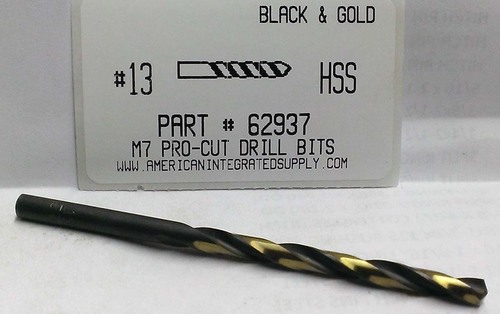 BLACK & GOLD
#13 HSS
PART # 62937
M7 PRO-CUT DRILL BITS
WWW.AMERICANINTEGRATEDSUPPLY.COM